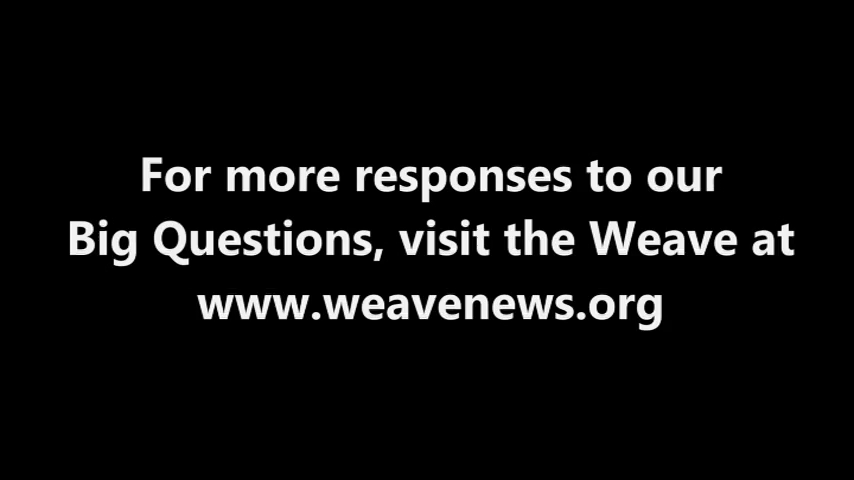 For more responses to our
Big Questions, visit the Weave at
www.weavenews.org